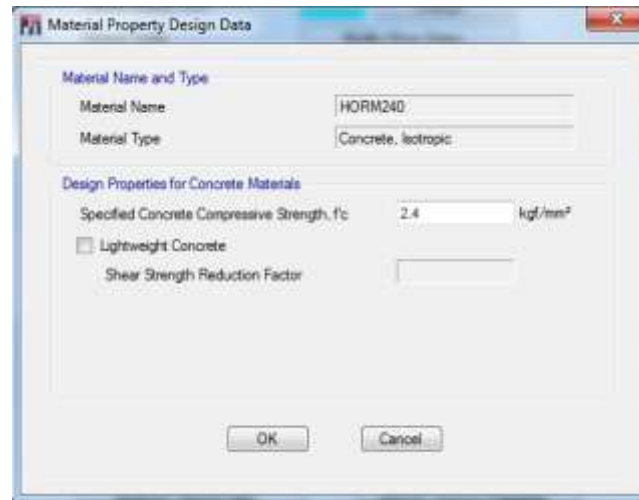 Material Property Design Data
Material Name and Type
Material Name HORM240
Material Type Concrete, Isotropic
Design Properties for Concrete Materials
Specified Concrete Compressive Strength, f'c 2.4 kgf/mm²
Lightweight Concrete
Shear Strength Reduction Factor
OK Cancel